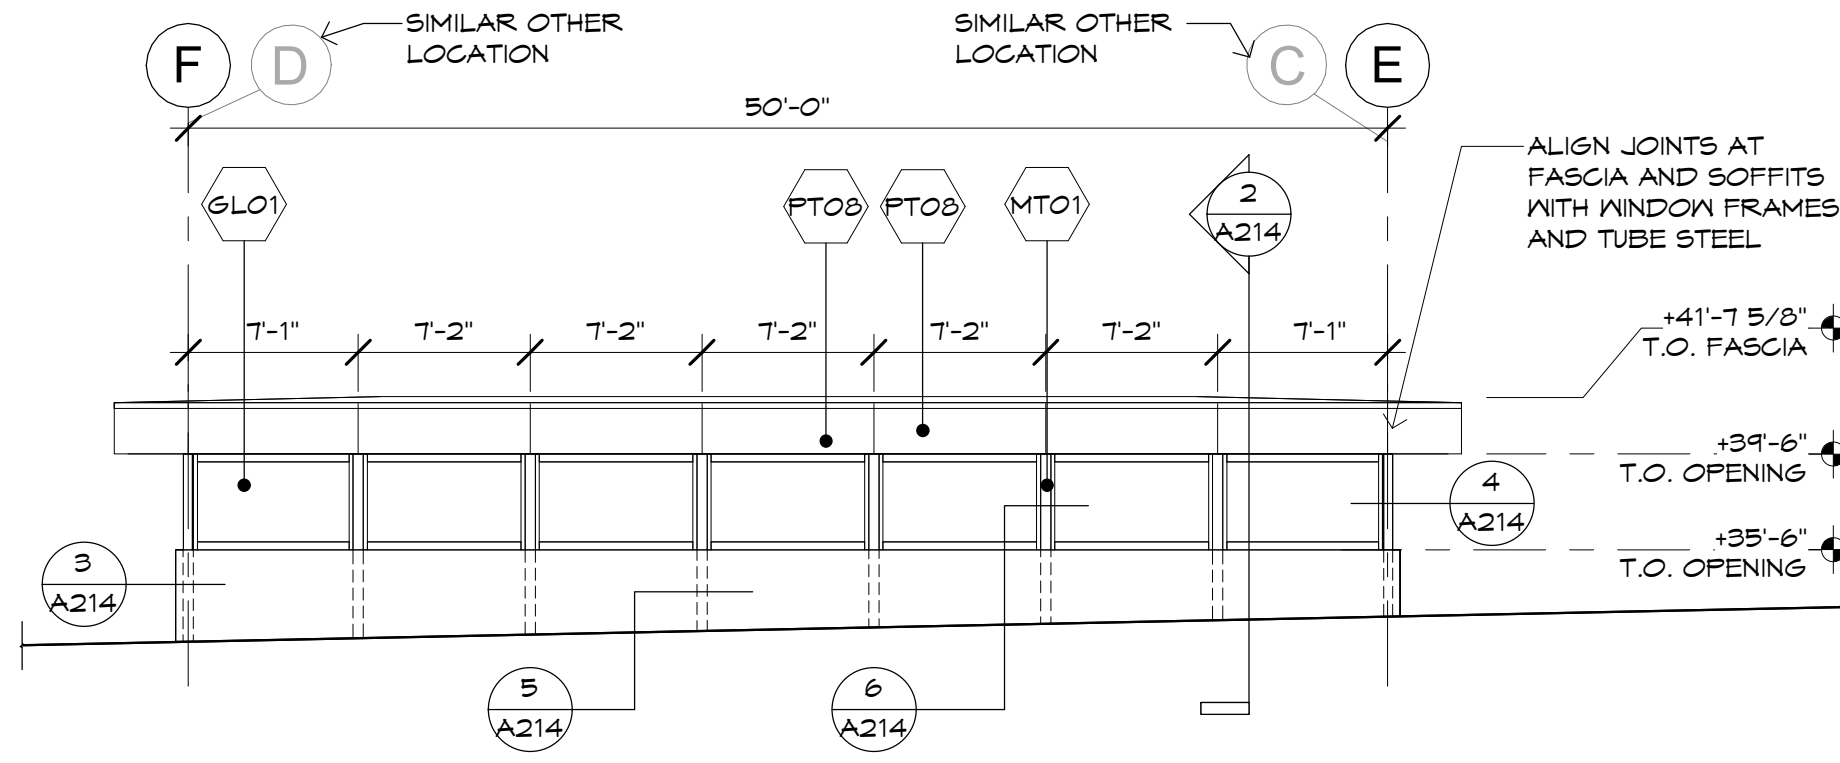 SIMILAR OTHER
LOCATION
SIMILAR OTHER
LOCATION
F
D
C
E
50'-0"
ALIGN JOINTS AT
FASCIA AND SOFFITS
WITH WINDOW FRAMES
AND TUBE STEEL
GL01
PT08
PT08
MT01
2
A214
7'-1"
7'-2"
7'-2"
7'-2"
7'-2"
7'-2"
7'-1"
+41'-7 5/8"
T.O. FASCIA
+39'-6"
T.O. OPENING
4
A214
+35'-6"
T.O. OPENING
3
A214
5
A214
6
A214